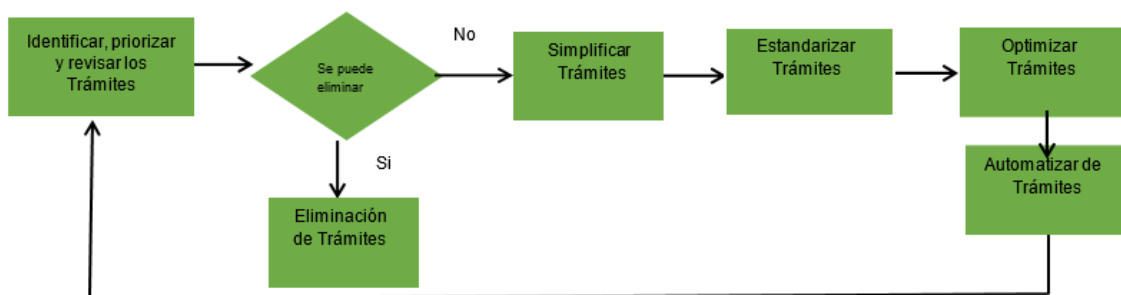 Identificar, priorizar
y revisar los
Trámites
Se puede
eliminar
No
Si
Simplificar
Trámites
Estandarizar
Trámites
Optimizar
Trámites
Automatizar de
Trámites
Eliminación
de Trámites